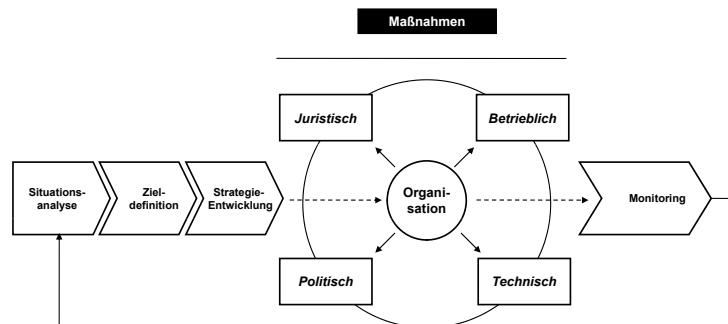 Maßnahmen
Juristisch
Betrieblich
Situations-
analyse
Ziel-
definition
Strategie-
Entwicklung
Organi-
sation
Monitoring
Politisch
Technisch